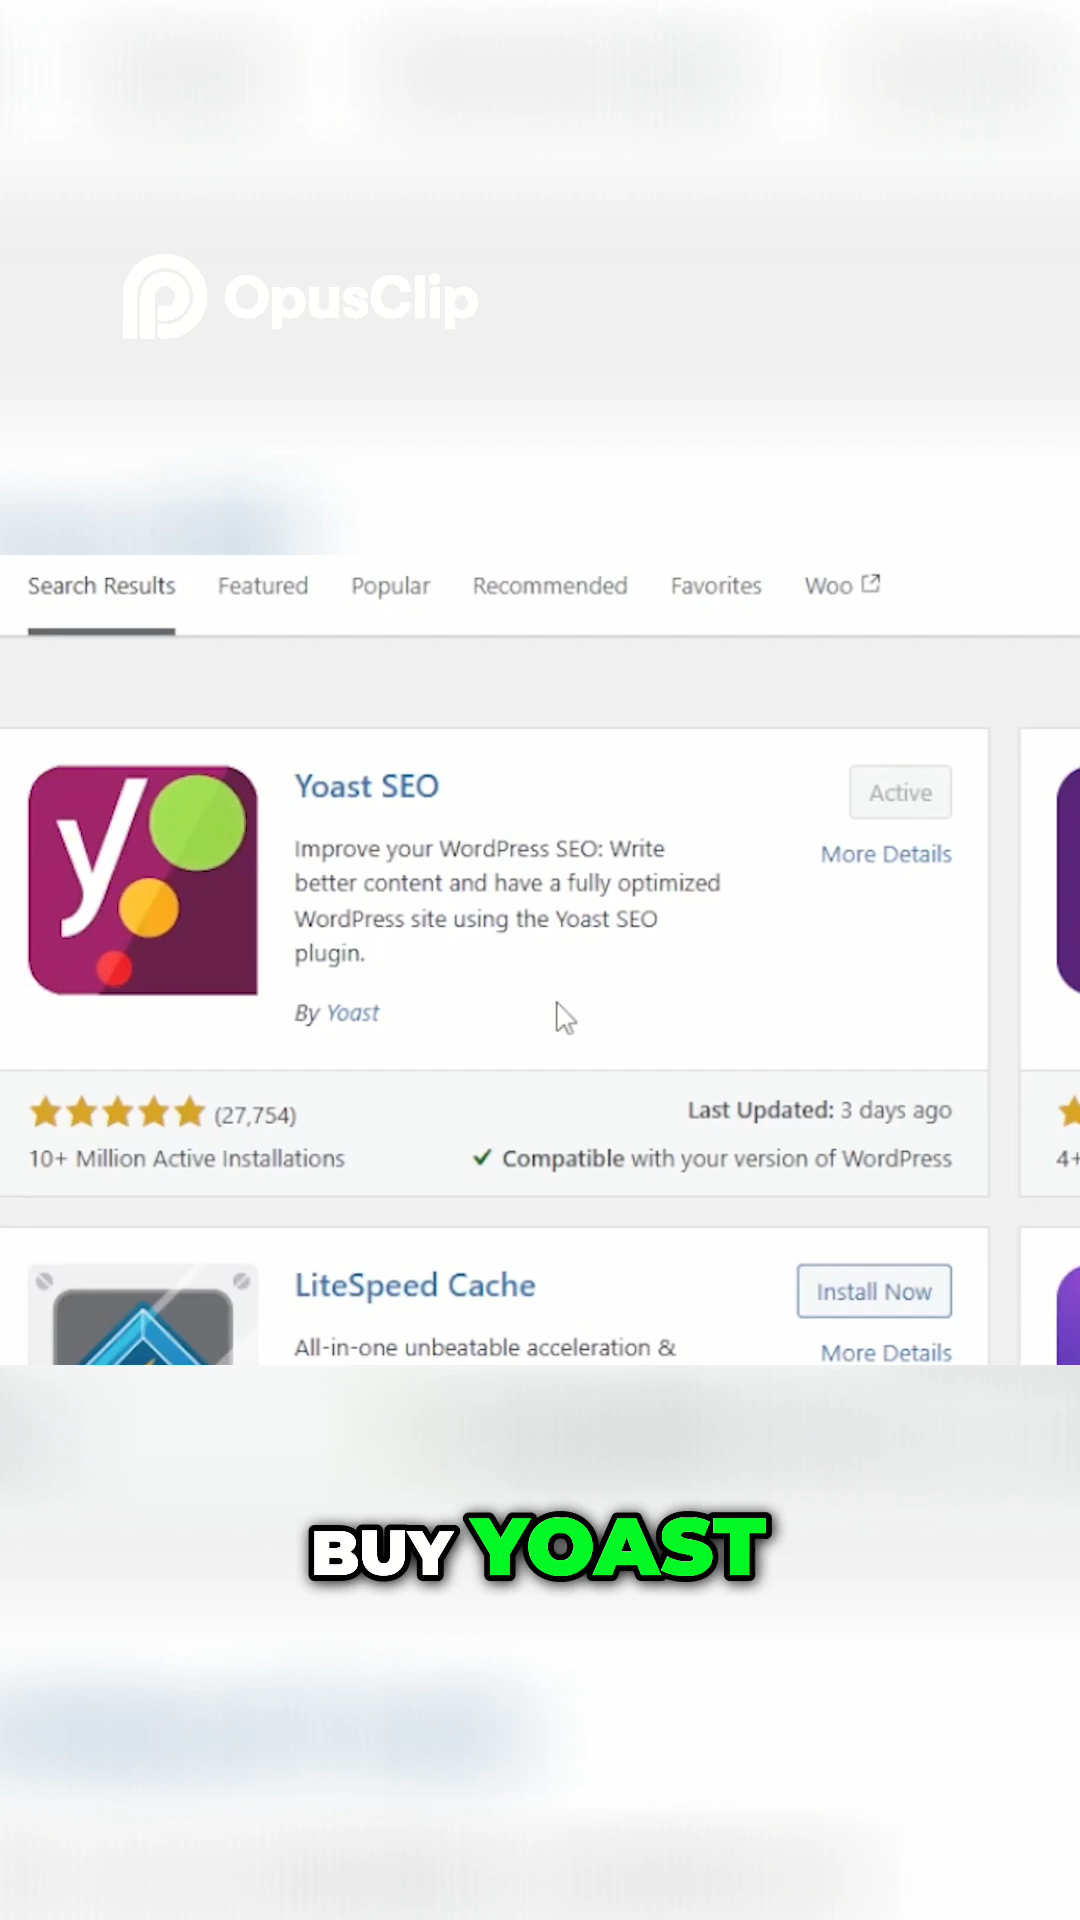 OpusClip
Search Results Featured Popular Recommended Favorites Woo
y
Yoast SEO
Active
Improve your WordPress SEO: Write
More Details
better content and have a fully optimized
WordPress site using the Yoast SEO
plugin.
By Yoast
(27,754)
Last Updated: 3 days ago
10+ Million Active Installations
Compatible with your version of WordPress
4+
LiteSpeed Cache
Install Now
All-in-one unbeatable acceleration &
More Details
BUY YOAST